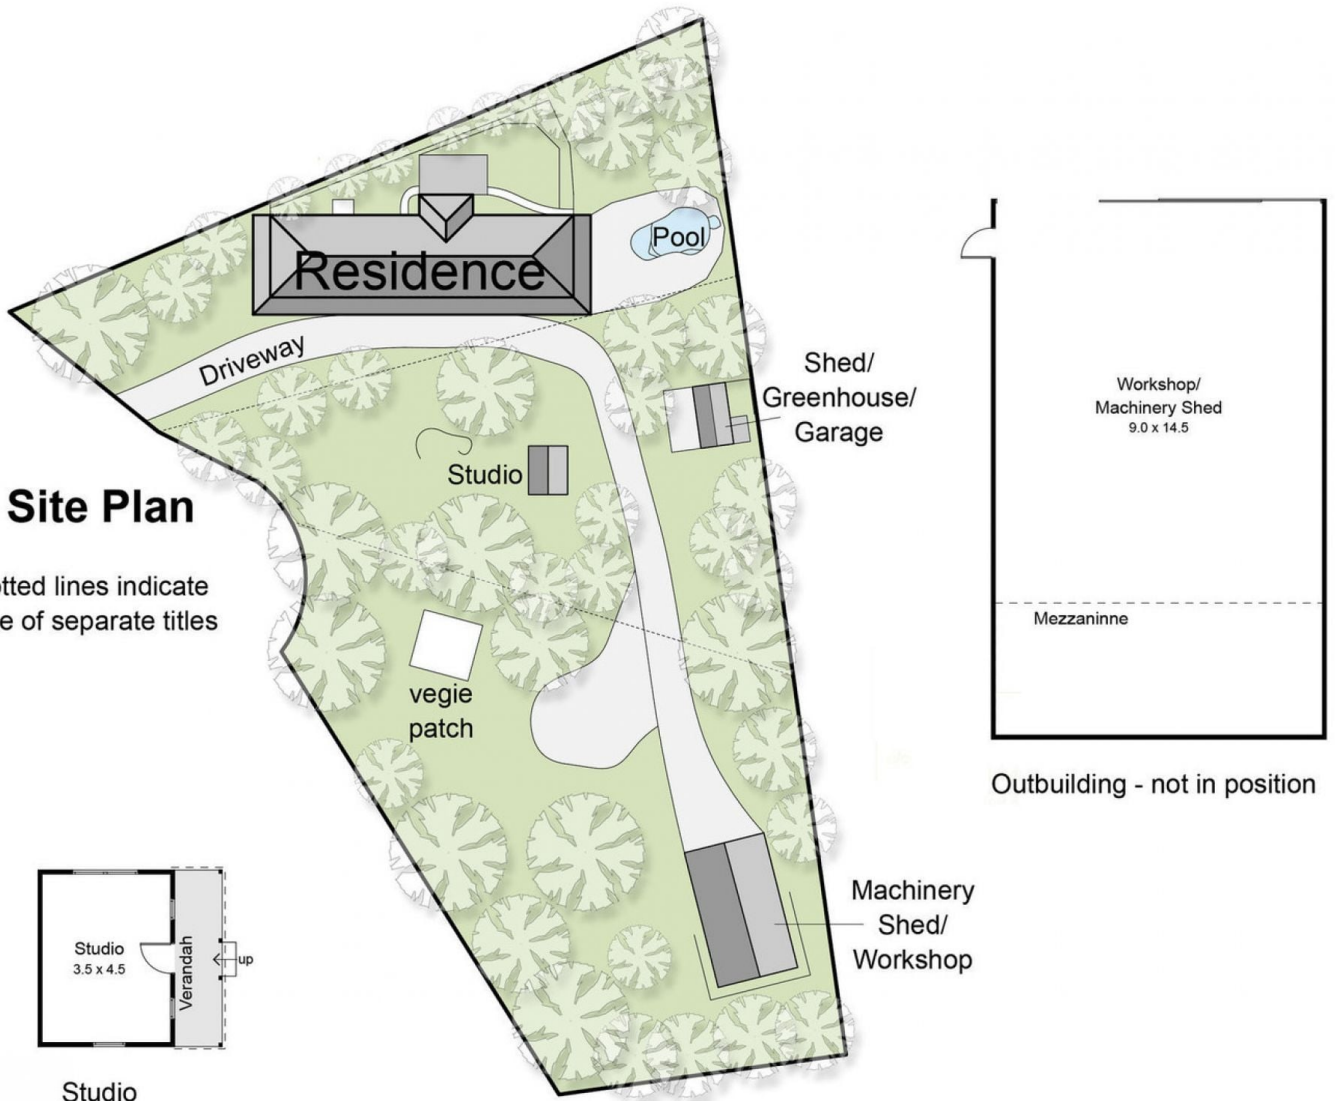 Pool
Residence
Driveway
Shed/
Greenhouse/
Garage
Workshop/
Machinery Shed
9.0 x 14.5
Studio
Site Plan
tted lines indicate
e of separate titles
Mezzaninne
vegie
patch
Outbuilding - not in position
Machinery
Shed/
Workshop
Studio
3.5 x 4.5
Verandah
up
Studio